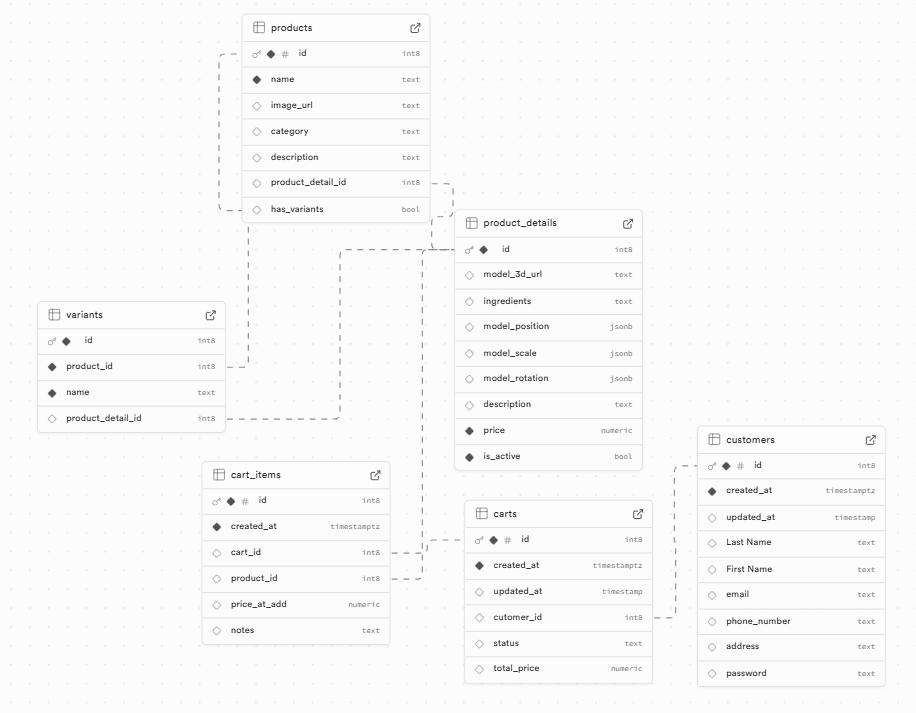 products
# id int8
name text
image_url text
category text
description text
product_detail_id int8
has_variants bool
product_details
id int8
model_3d_url text
ingredients text
model_position jsonb
model_scale jsonb
model_rotation jsonb
description text
price numeric
is_active bool
variants
id int8
product_id int8
name text
product_detail_id int8
cart_items
# id int8
created_at timestamptz
cart_id int8
product_id int8
price_at_add numeric
notes text
carts
# id int8
created_at timestamptz
updated_at timestamp
cutomer_id int8
status text
total_price numeric
customers
# id int8
created_at timestamptz
updated_at timestamp
Last Name text
First Name text
email text
phone_number text
address text
password text